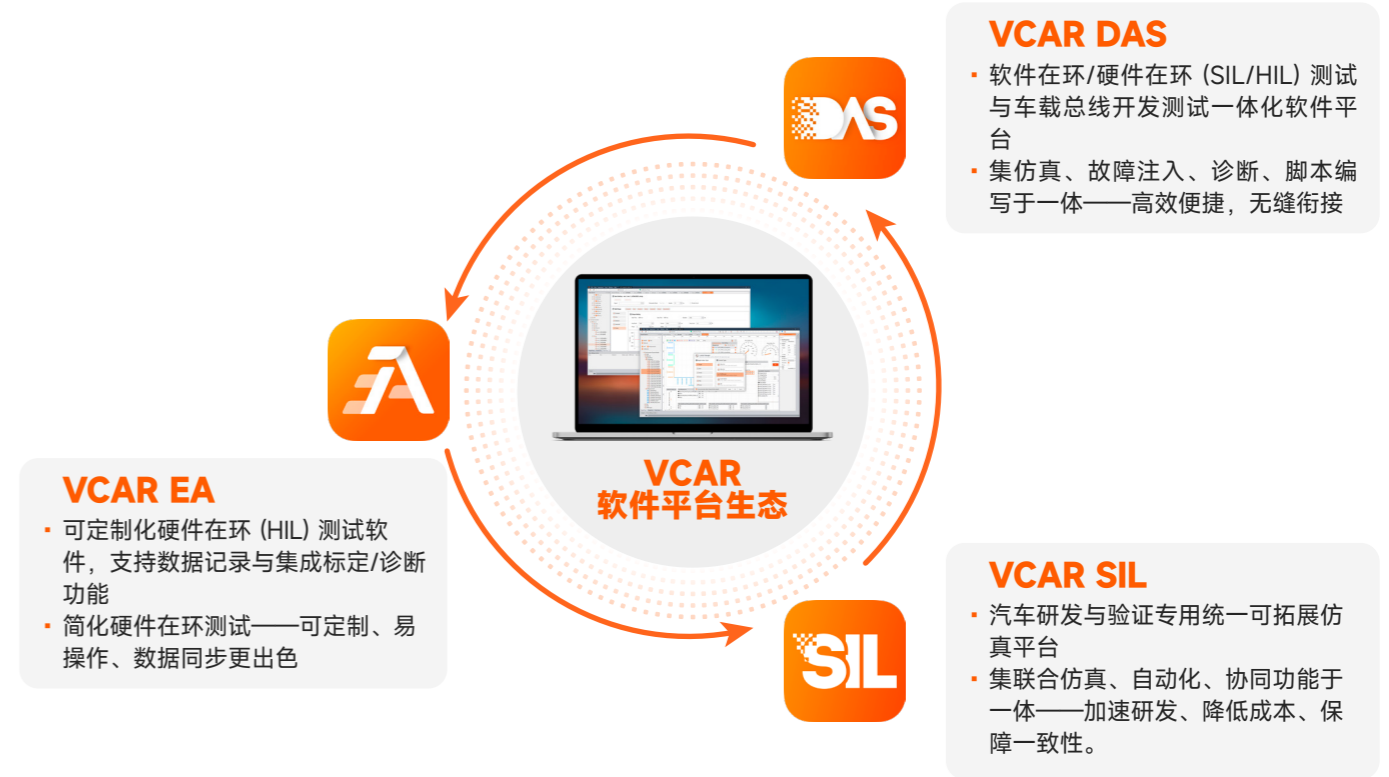 VCAR DAS
▪ 软件在环/硬件在环 (SIL/HIL) 测试
与车载总线开发测试一体化软件平
台
▪ 集仿真、故障注入、诊断、脚本编
写于一体——高效便捷，无缝衔接
DAS
EA
VCAR
软件平台生态
VCAR EA
▪ 可定制化硬件在环 (HIL) 测试软
件，支持数据记录与集成标定/诊断
功能
▪ 简化硬件在环测试——可定制、易
操作、数据同步更出色
SIL
VCAR SIL
▪ 汽车研发与验证专用统一可拓展仿
真平台
▪ 集联合仿真、自动化、协同功能于
一体——加速研发、降低成本、保
障一致性。